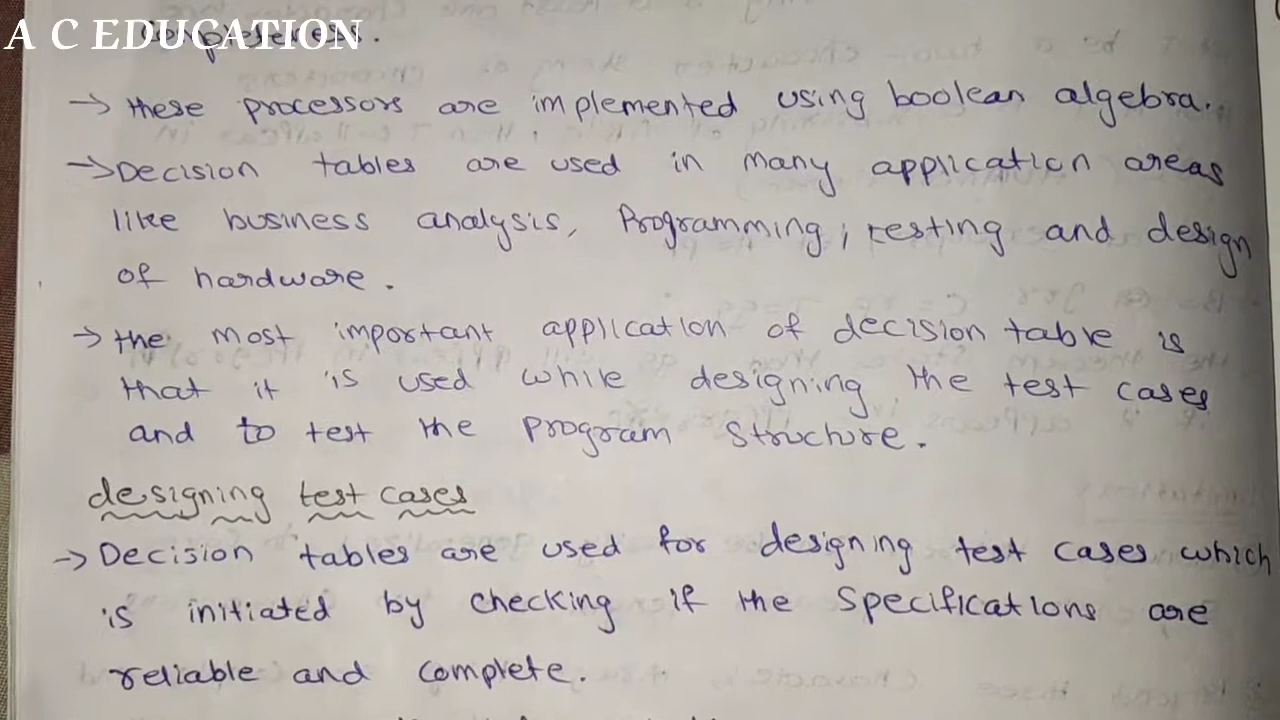 A C EDUCATION
completeness.
→ these processors are implemented using boolean algebra.
→ Decision tables are used in many application areas
like business analysis, Programming, testing and design
of hardware.
→ the most important application of decision table is
that it is used while designing the test cases
and to test the program structure.
designing test cases
→ Decision tables are used for designing test cases which
is initiated by checking if the specifications are
reliable and complete.